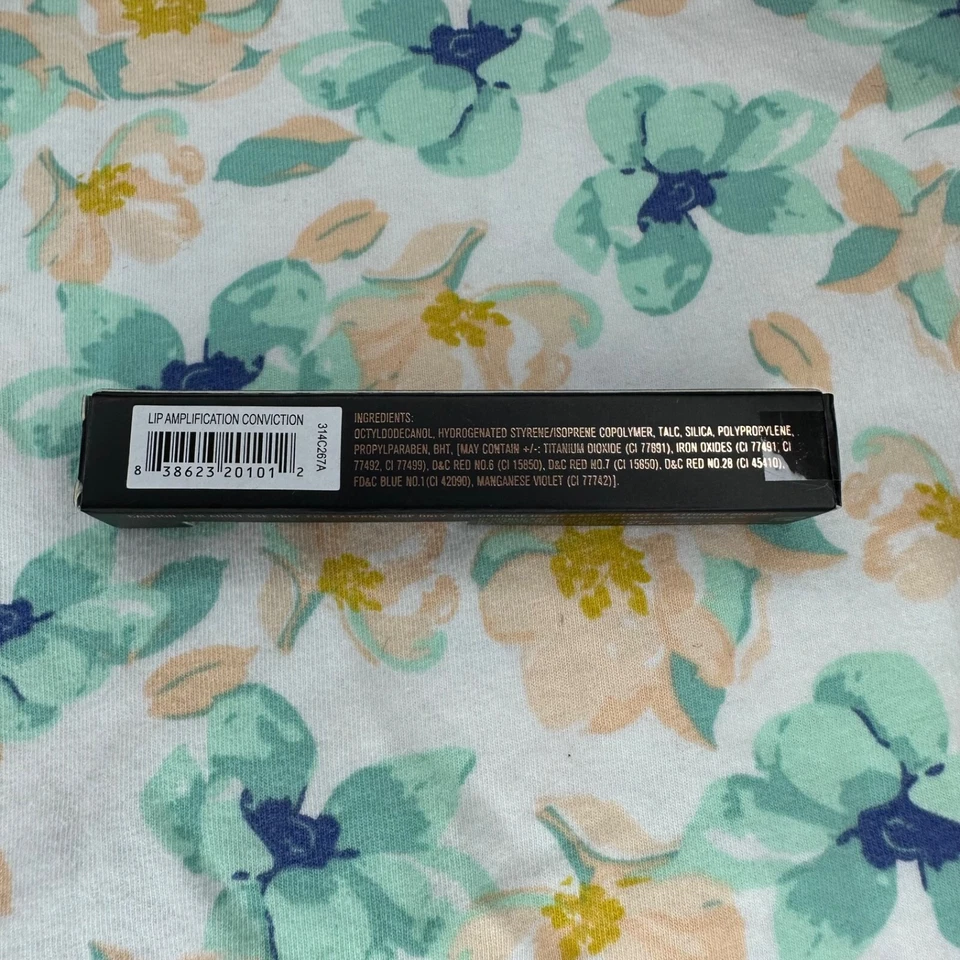 LIP AMPLIFICATION CONVICTION
8 38623 20101 2
314C267A
INGREDIENTS:
OCTYLDODECANOL, HYDROGENATED STYRENE/ISOPRENE COPOLYMER, TALC, SILICA, POLYPROPYLENE,
PROPYLPARABEN, BHT, [MAY CONTAIN +/-: TITANIUM DIOXIDE (CI 77891), IRON OXIDES (CI 77491, CI
77492, CI 77499), D&C RED NO.6 (CI 15850), D&C RED NO.7 (CI 15850), D&C RED NO.28 (CI 45410),
FD&C BLUE NO.1(CI 42090), MANGANESE VIOLET (CI 77742)].